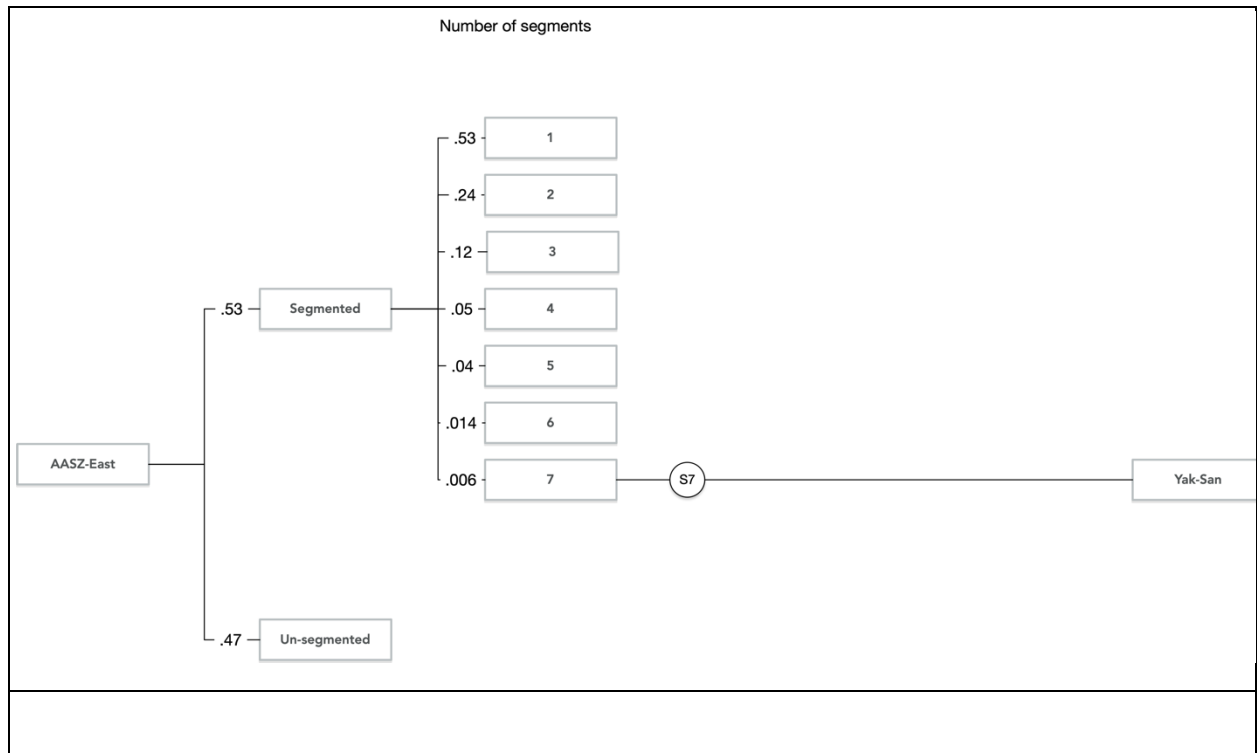 Number of segments
.53
1
.24
2
.12
3
.53
Segmented
.05
4
.04
5
.014
6
AASZ-East
.006
7
S7
Yak-San
.47
Un-segmented